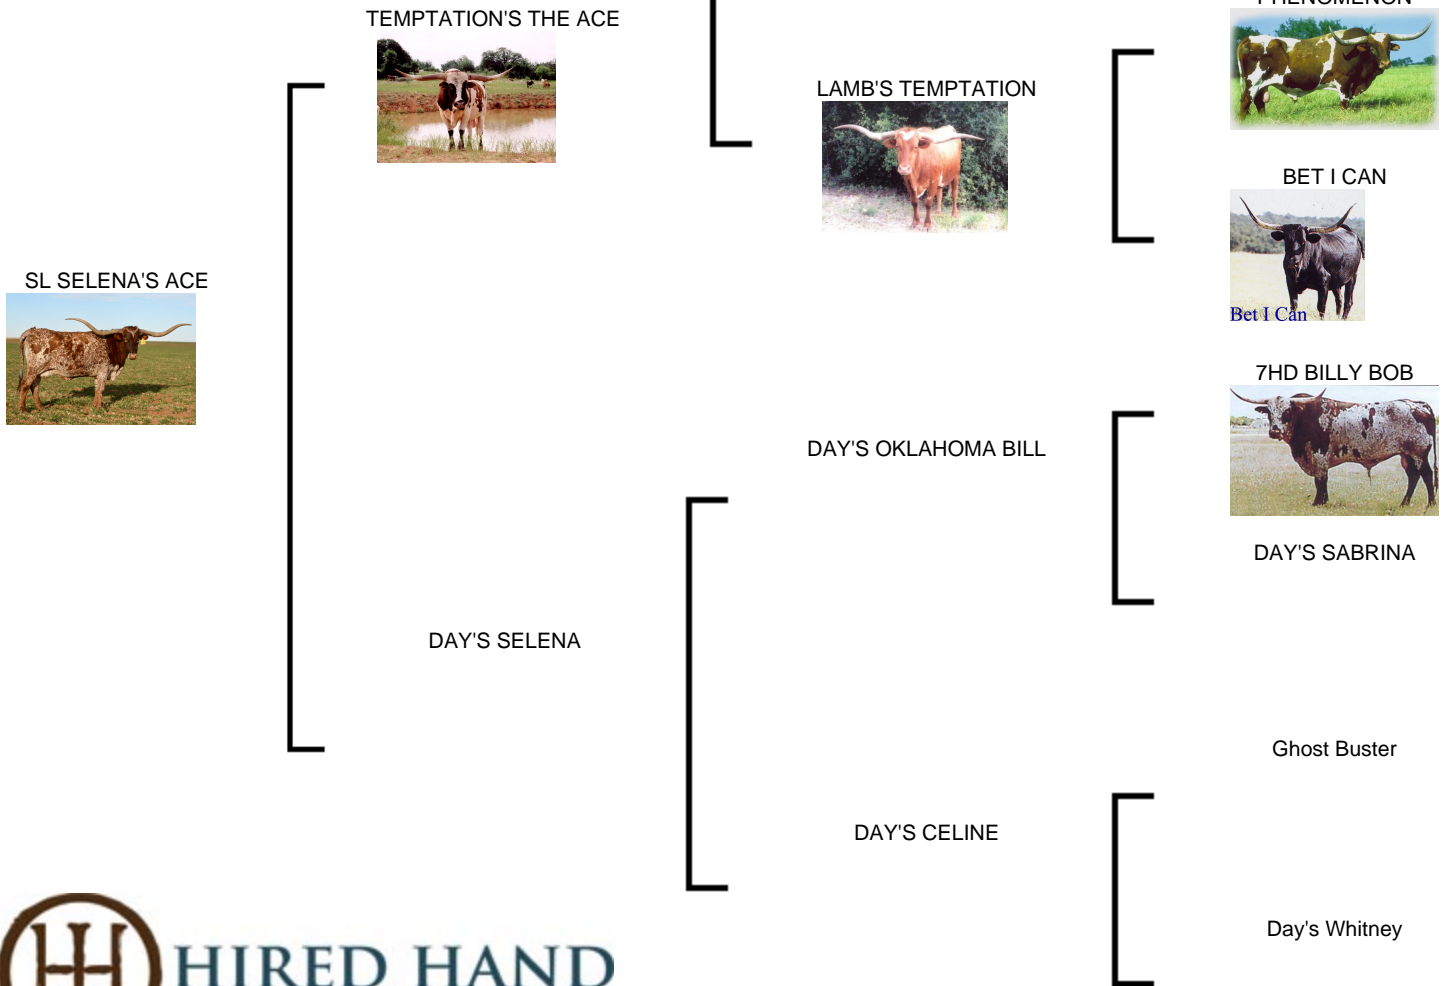 PHENOMENON
TEMPTATION'S THE ACE
LAMB'S TEMPTATION
BET I CAN
Bet I Can
SL SELENA'S ACE
7HD BILLY BOB
DAY'S OKLAHOMA BILL
DAY'S SABRINA
DAY'S SELENA
Ghost Buster
DAY'S CELINE
Day's Whitney
HIRED HAND